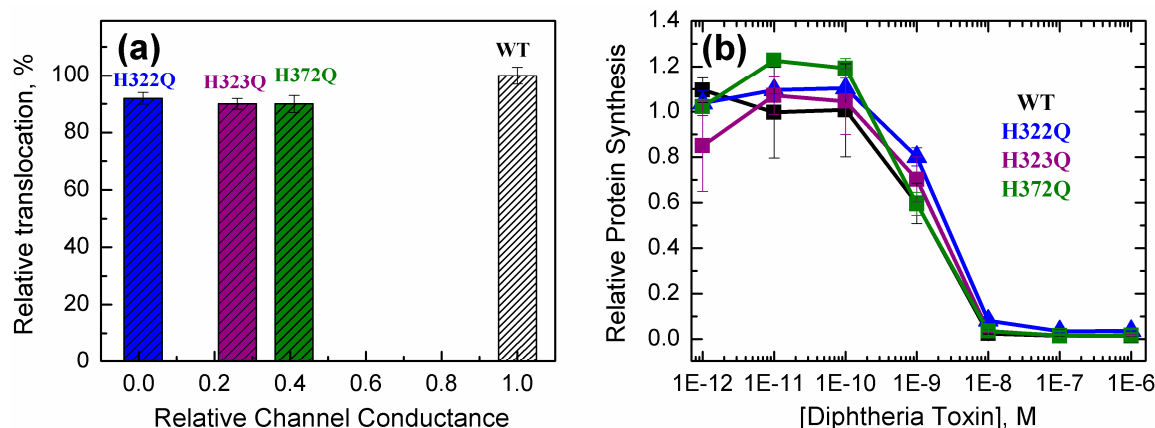 (a)
Relative translocation, %
100
80
60
40
20
0
H322Q
H323Q
H372Q
WT
0.0 0.2 0.4 0.6 0.8 1.0
Relative Channel Conductance
(b)
Relative Protein Synthesis
1.4
1.2
1.0
0.8
0.6
0.4
0.2
0.0
WT
H322Q
H323Q
H372Q
1E-12 1E-11 1E-10 1E-9 1E-8 1E-7 1E-6
[Diphtheria Toxin], M